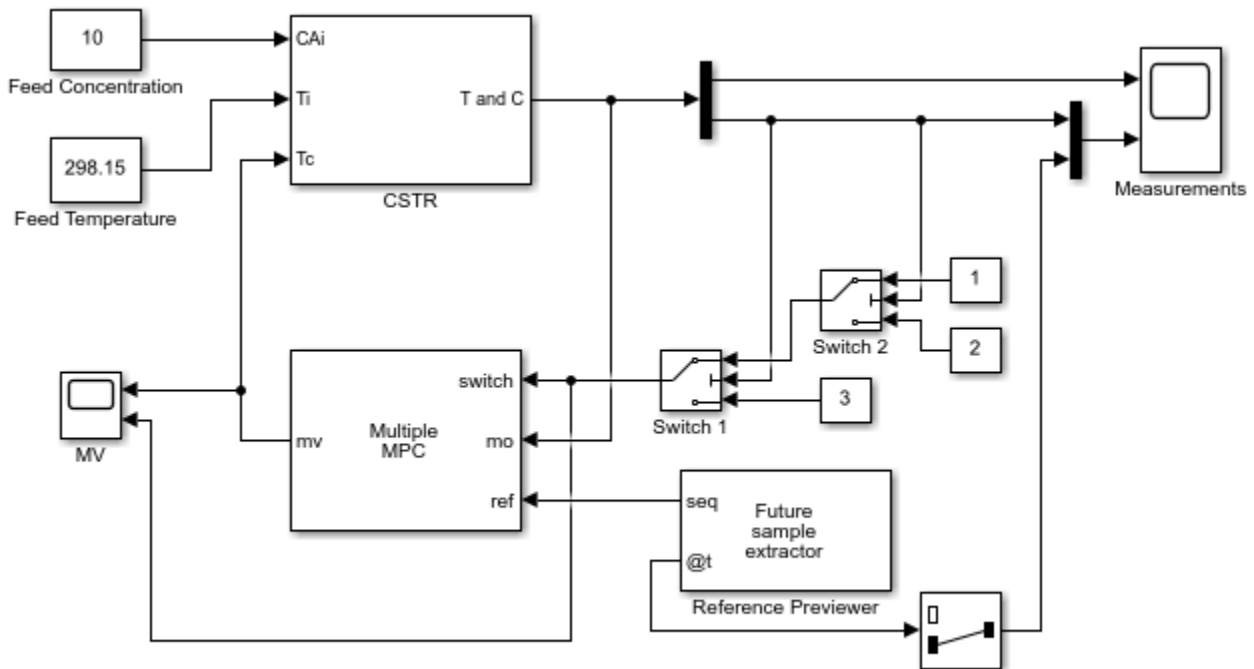 10
CAi
Feed Concentration
Ti
T and C
298.15
Tc
Feed Temperature
CSTR
Measurements
1
2
Switch 2
switch
3
Switch 1
Multiple
MPC
mv
mo
MV
ref
seq
Future
sample
extractor
@t
Reference Previewer